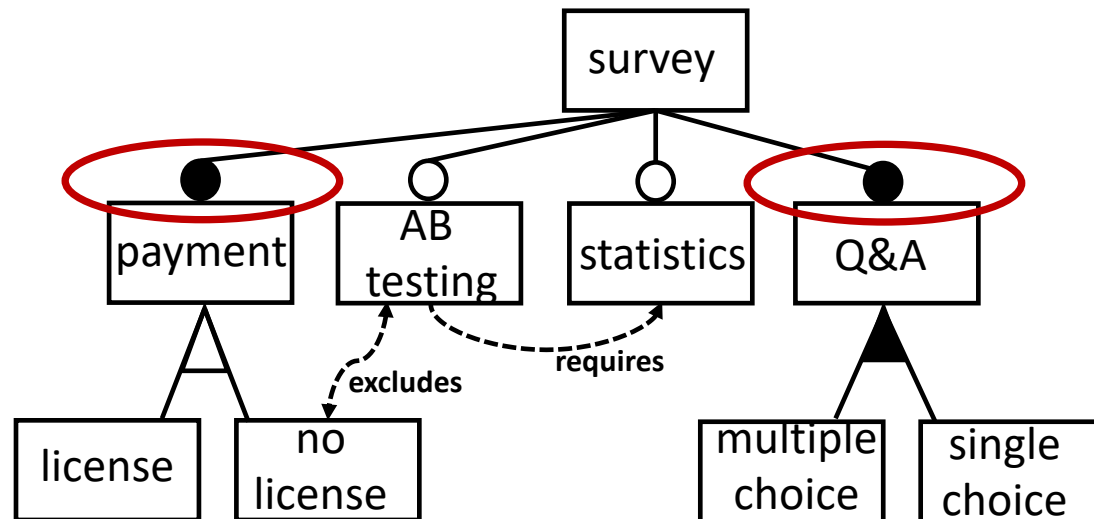 survey
payment
AB
testing
statistics
Q&A
excludes
requires
license
no
license
multiple
choice
single
choice